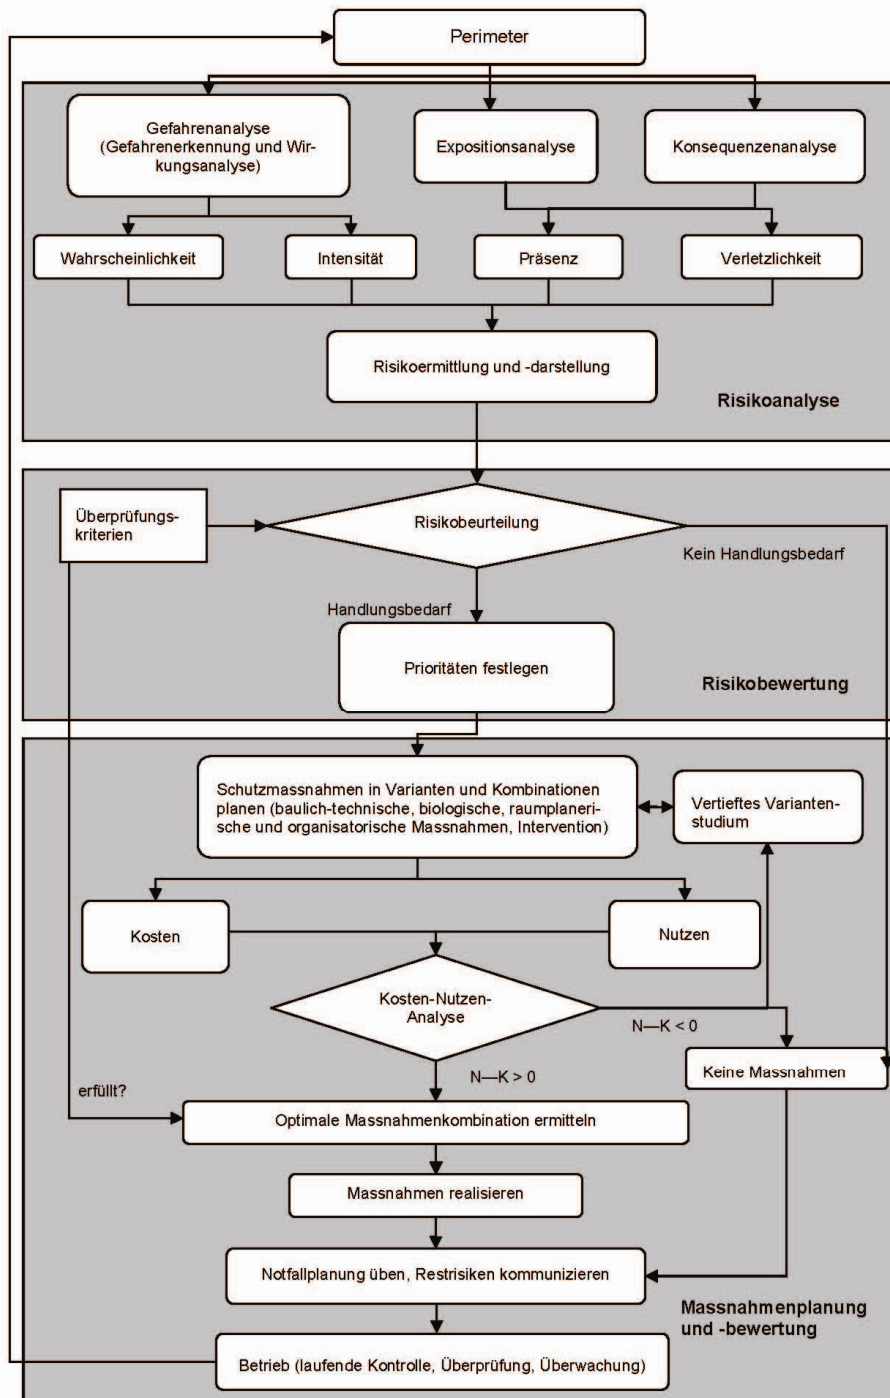 Perimeter
Gefahrenanalyse
(Gefahrenerkennung und Wir-
kungsanalyse)
Expositionsanalyse
Konsequenzenanalyse
Wahrscheinlichkeit
Intensität
Präsenz
Verletzlichkeit
Risikoermittlung und -darstellung
Risikoanalyse
Überprüfungs-
kriterien
Risikobeurteilung
Kein Handlungsbedarf
Handlungsbedarf
Prioritäten festlegen
Risikobewertung
Schutzmassnahmen in Varianten und Kombinationen
planen (baulich-technische, biologische, raumplaneri-
sche und organisatorische Massnahmen, Intervention)
Vertieftes Varianten-
studium
Kosten
Nutzen
Kosten-Nutzen-
Analyse
N—K < 0
N—K > 0
Keine Massnahmen
erfüllt?
Optimale Massnahmenkombination ermitteln
Massnahmen realisieren
Notfallplanung üben, Restrisiken kommunizieren
Massnahmenplanung
und -bewertung
Betrieb (laufende Kontrolle, Überprüfung, Überwachung)